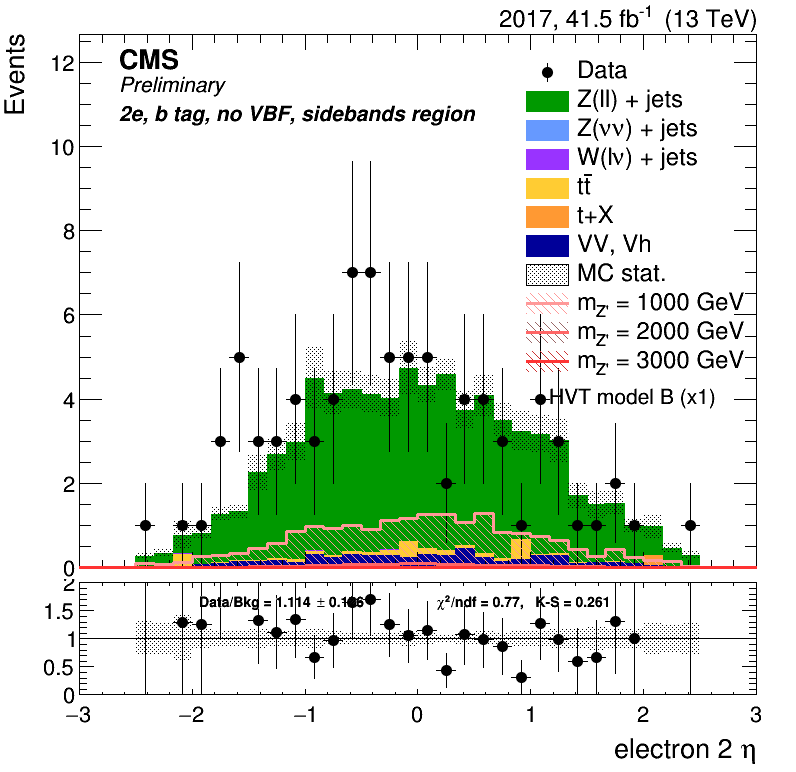 2017, 41.5 fb⁻¹ (13 TeV)
Events
CMS
Preliminary
2e, b tag, no VBF, sidebands region
Data
Z(ll) + jets
Z(νν) + jets
W(lν) + jets
tt̄
t+X
VV, Vh
MC stat.
m_Z' = 1000 GeV
m_Z' = 2000 GeV
m_Z' = 3000 GeV
HVT model B (x1)
12
10
8
6
4
2
0
Data/Bkg = 1.114 ±
χ²/ndf = 0.77, K-S = 0.261
2
1.5
1
0.5
0
−3 −2 −1 0 1 2 3
electron 2 η